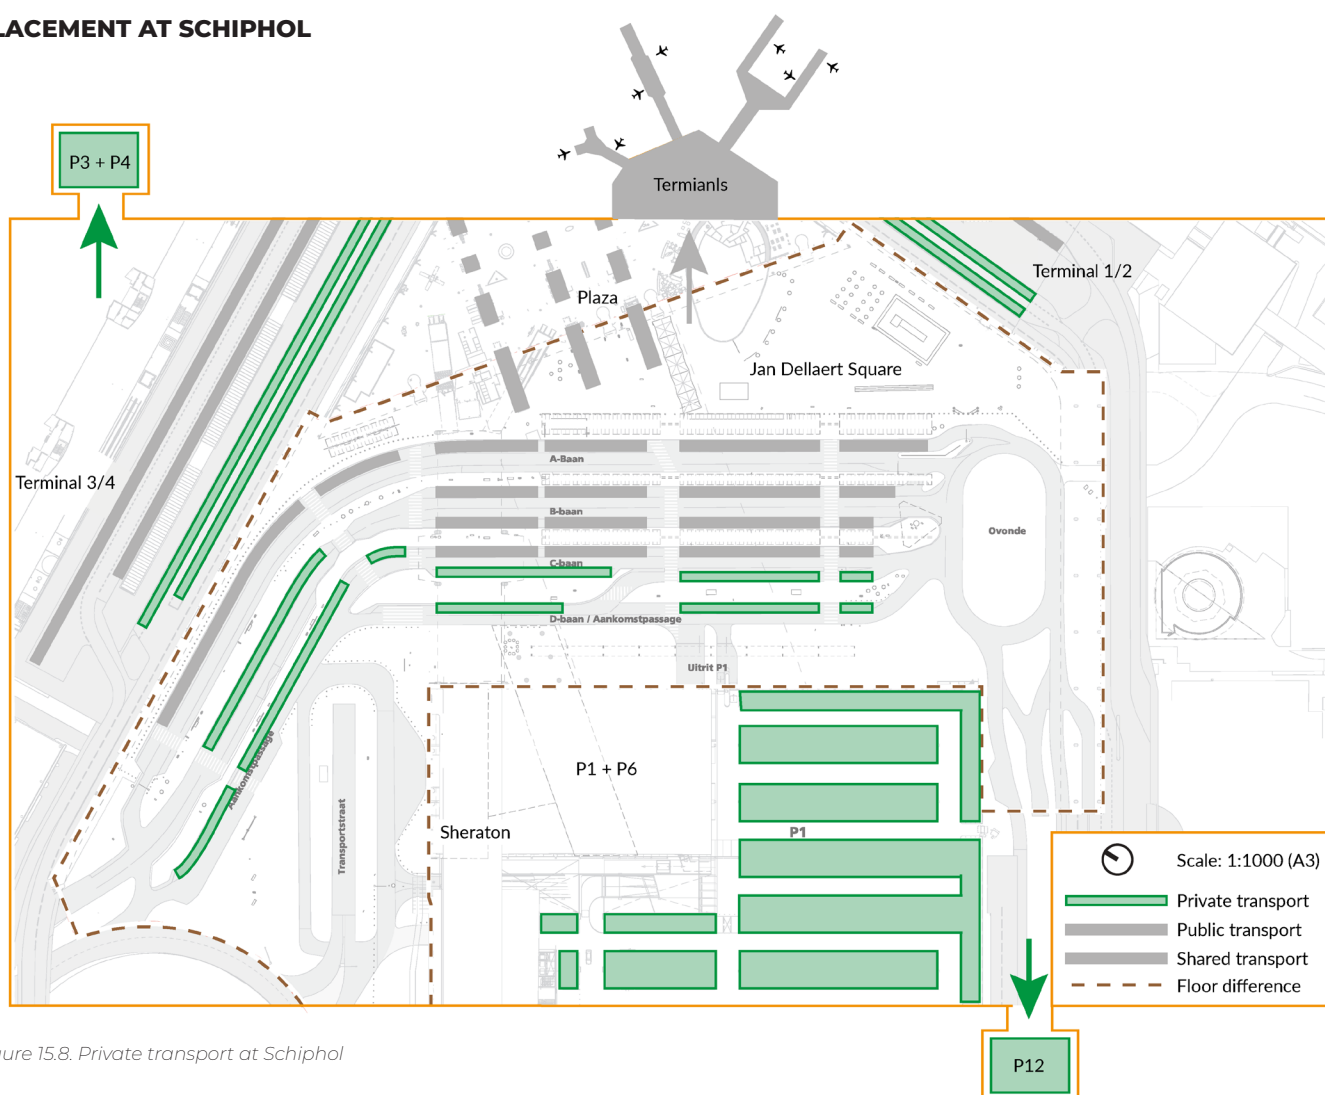 LACEMENT AT SCHIPHOL
P3 + P4
Termianls
Terminal 1/2
Plaza
Jan Dellaert Square
A-Baan
Terminal 3/4
B-baan
Ovonde
C-baan
D-baan / Aankomstpassage
Uitrit P1
Aankomstpassage
P1 + P6
Transportstraat
Sheraton
P1
Scale: 1:1000 (A3)
Private transport
Public transport
Shared transport
Floor difference
ure 15.8. Private transport at Schiphol
P12